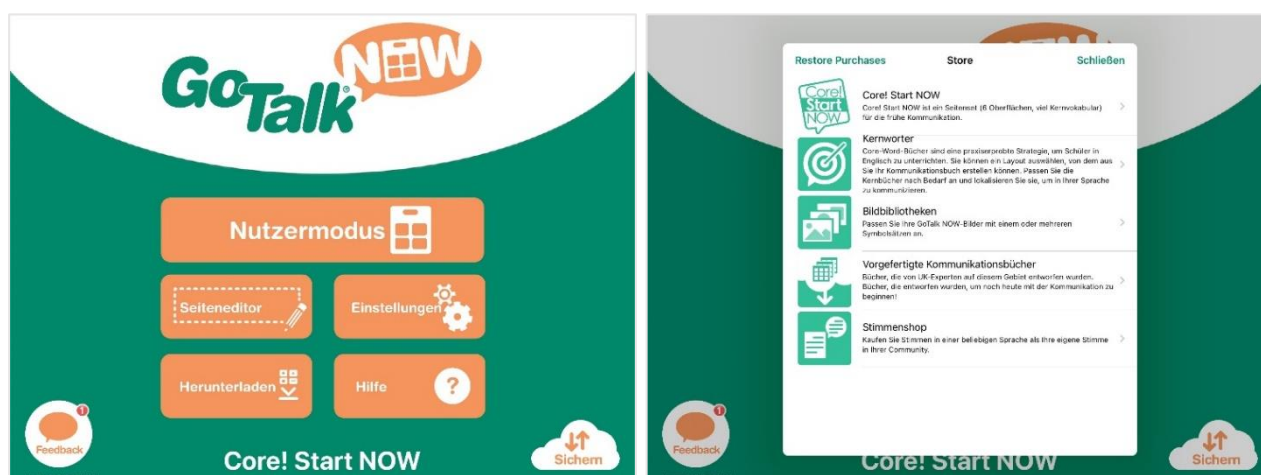 GoTalk NOW
Nutzermodus
Seiteneditor
Einstellungen
Herunterladen
Hilfe
?
1
Feedback
Sichern
Core! Start NOW
Restore Purchases
Store
Schließen
Core!
Start
NOW
Core! Start NOW
Core! Start NOW ist ein Seitenset (6 Oberflächen, viel Kernvokabular)
für die frühe Kommunikation.
Kernworter
Core-Word-Bücher sind eine praxiserprobte Strategie, um Schüler in
Englisch zu unterrichten. Sie können ein Layout auswählen, von dem aus
Sie Ihr Kommunikationsbuch erstellen können. Passen Sie die
Kernbücher nach Bedarf an und lokalisieren Sie sie, um in Ihrer Sprache
zu kommunizieren.
Bildbibliotheken
Passen Sie Ihre GoTalk NOW-Bilder mit einem oder mehreren
Symbolsätzen an.
Vorgefertigte Kommunikationsbücher
Bücher, die von UK-Experten auf diesem Gebiet entworfen wurden.
Bücher, die entworfen wurden, um noch heute mit der Kommunikation zu
beginnen!
Stimmenshop
Kaufen Sie Stimmen in einer beliebigen Sprache als Ihre eigene Stimme
in Ihrer Community.
1
Feedback
Sichern
Core! Start NOW